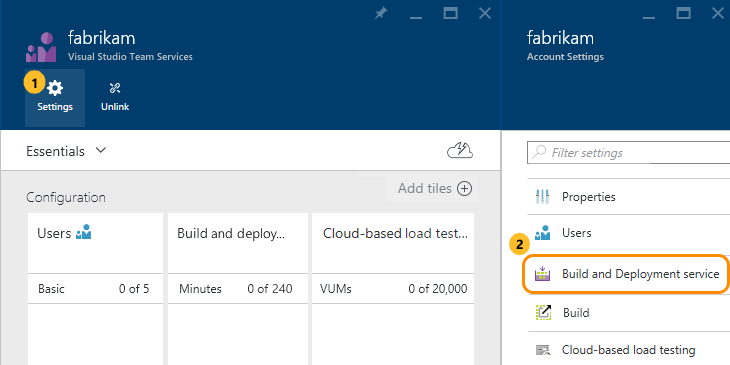 fabrikam
Visual Studio Team Services
1
Settings
Unlink
Essentials
Configuration
Add tiles
Users
Build and deploy...
Cloud-based load test...
Basic 0 of 5
Minutes 0 of 240
VUMs 0 of 20,000
fabrikam
Account Settings
Filter settings
Properties
Users
2
Build and Deployment service
Build
Cloud-based load testing